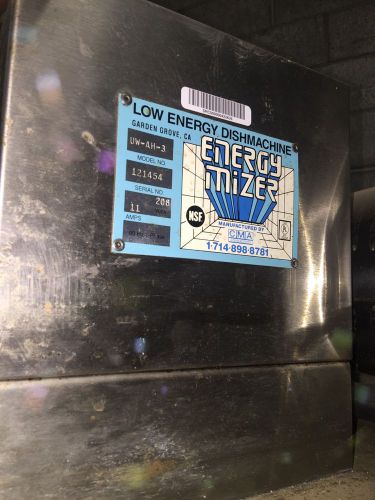 LOW ENERGY DISHMACHINE
GARDEN GROVE, CA
UW-AH-3
MODEL NO.
121454
SERIAL NO.
11 208
AMPS VOLTS
ENERGY
MIZER
NSF
MANUFACTURED BY
CMA
1-714-898-8781